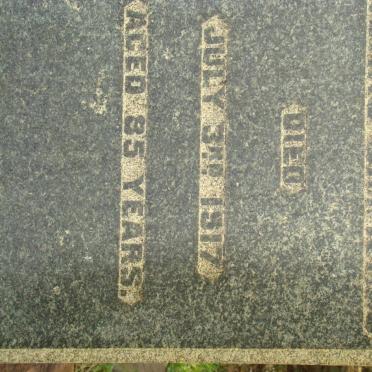 DIED
JULY 3RD 1917
AGED 85 YEARS,